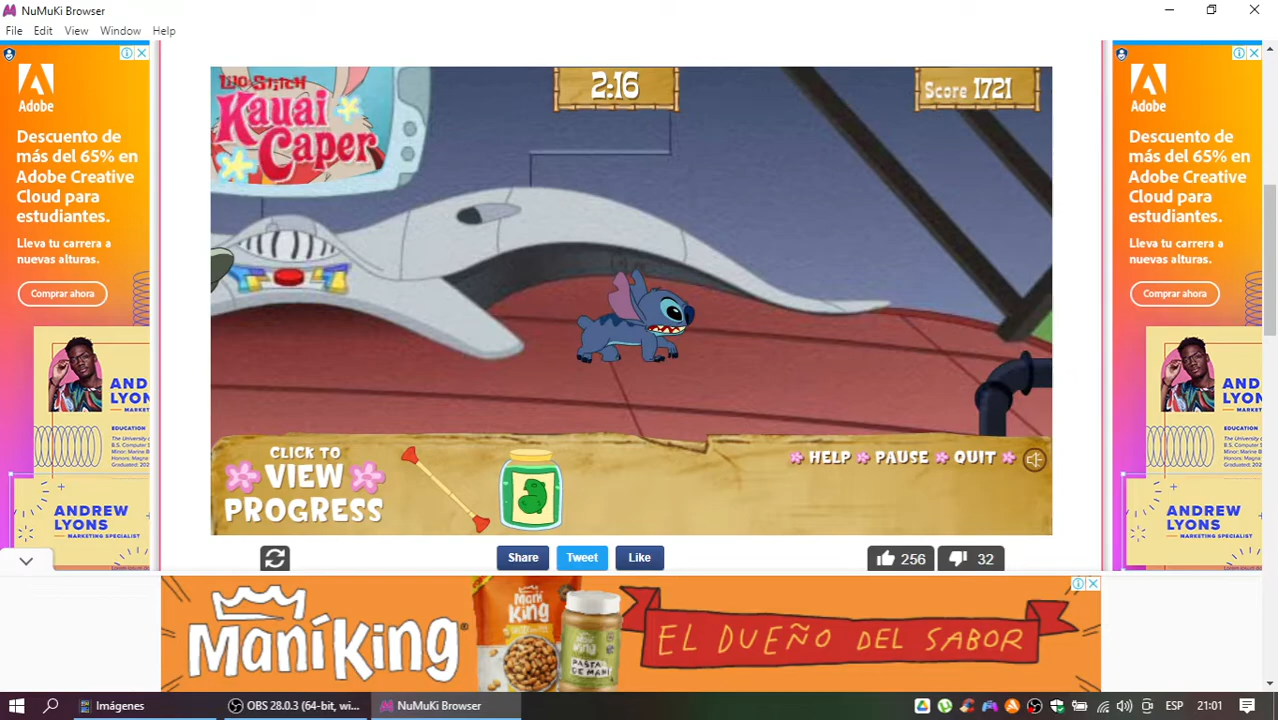 NuMuKi Browser
File Edit View Window Help
Adobe
Descuento de
más del 65% en
Adobe Creative
Cloud para
estudiantes.
Lleva tu carrera a
nuevas alturas.
Comprar ahora
ANDREW
LYONS
MARKETING SPECIALIST
Lilo & Stitch
Kauai
Caper
2:16
Score 1721
CLICK TO
VIEW
PROGRESS
HELP PAUSE QUIT
Share Tweet Like
256 32
Adobe
Descuento de
más del 65% en
Adobe Creative
Cloud para
estudiantes.
Lleva tu carrera a
nuevas alturas.
Comprar ahora
EDUCATION
ANDREW
LYONS
MARKETING SPECIALIST
Maní King
EL DUEÑO DEL SABOR
Imágenes
OBS 28.0.3 (64-bit, wi...
NuMuKi Browser
ESP 21:01